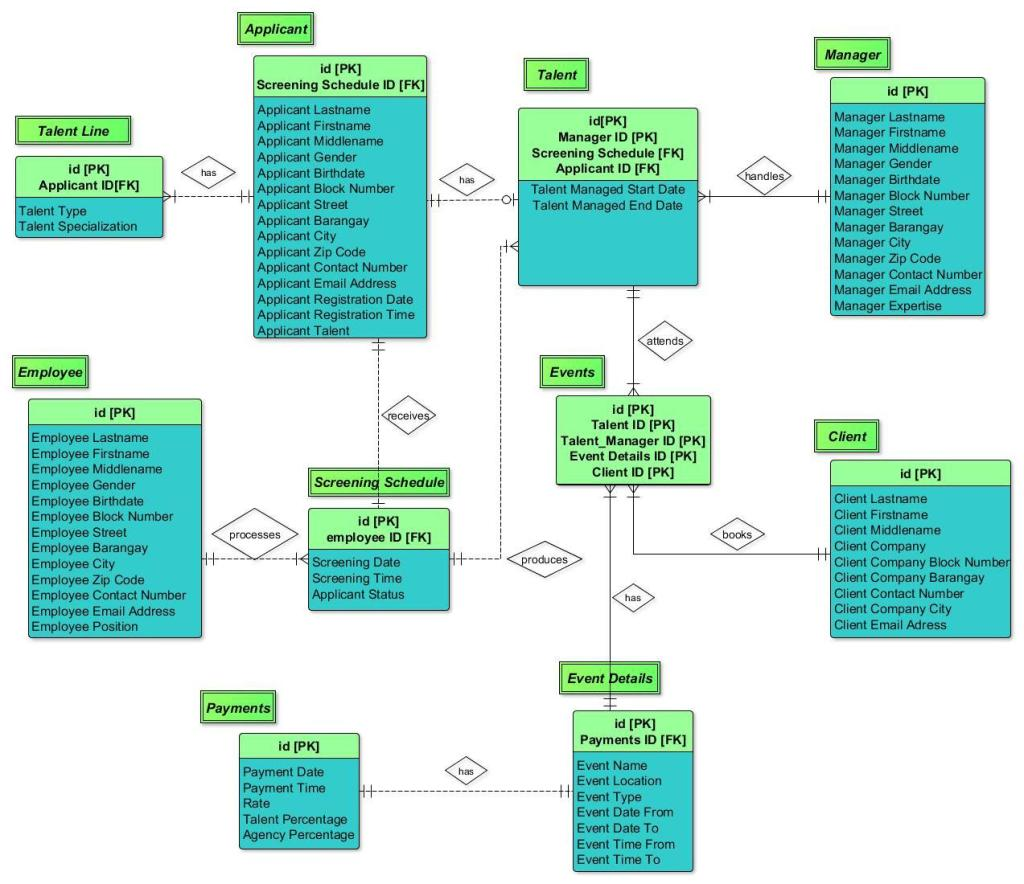 Applicant
id [PK]
Screening Schedule ID [FK]
Applicant Lastname
Applicant Firstname
Applicant Middlename
Applicant Gender
Applicant Birthdate
Applicant Block Number
Applicant Street
Applicant Barangay
Applicant City
Applicant Zip Code
Applicant Contact Number
Applicant Email Address
Applicant Registration Date
Applicant Registration Time
Applicant Talent
Talent
id[PK]
Manager ID [PK]
Screening Schedule [FK]
Applicant ID [FK]
Talent Managed Start Date
Talent Managed End Date
Manager
id [PK]
Manager Lastname
Manager Firstname
Manager Middlename
Manager Gender
Manager Birthdate
Manager Block Number
Manager Street
Manager Barangay
Manager City
Manager Zip Code
Manager Contact Number
Manager Email Address
Manager Expertise
Talent Line
id [PK]
Applicant ID[FK]
Talent Type
Talent Specialization
has
has
handles
attends
receives
Employee
id [PK]
Employee Lastname
Employee Firstname
Employee Middlename
Employee Gender
Employee Birthdate
Employee Block Number
Employee Street
Employee Barangay
Employee City
Employee Zip Code
Employee Contact Number
Employee Email Address
Employee Position
processes
Screening Schedule
id [PK]
employee ID [FK]
Screening Date
Screening Time
Applicant Status
produces
Events
id [PK]
Talent ID [PK]
Talent_Manager ID [PK]
Event Details ID [PK]
Client ID [PK]
books
has
Client
id [PK]
Client Lastname
Client Firstname
Client Middlename
Client Company
Client Company Block Number
Client Company Barangay
Client Contact Number
Client Company City
Client Email Adress
Payments
id [PK]
Payment Date
Payment Time
Rate
Talent Percentage
Agency Percentage
has
Event Details
id [PK]
Payments ID [FK]
Event Name
Event Location
Event Type
Event Date From
Event Date To
Event Time From
Event Time To